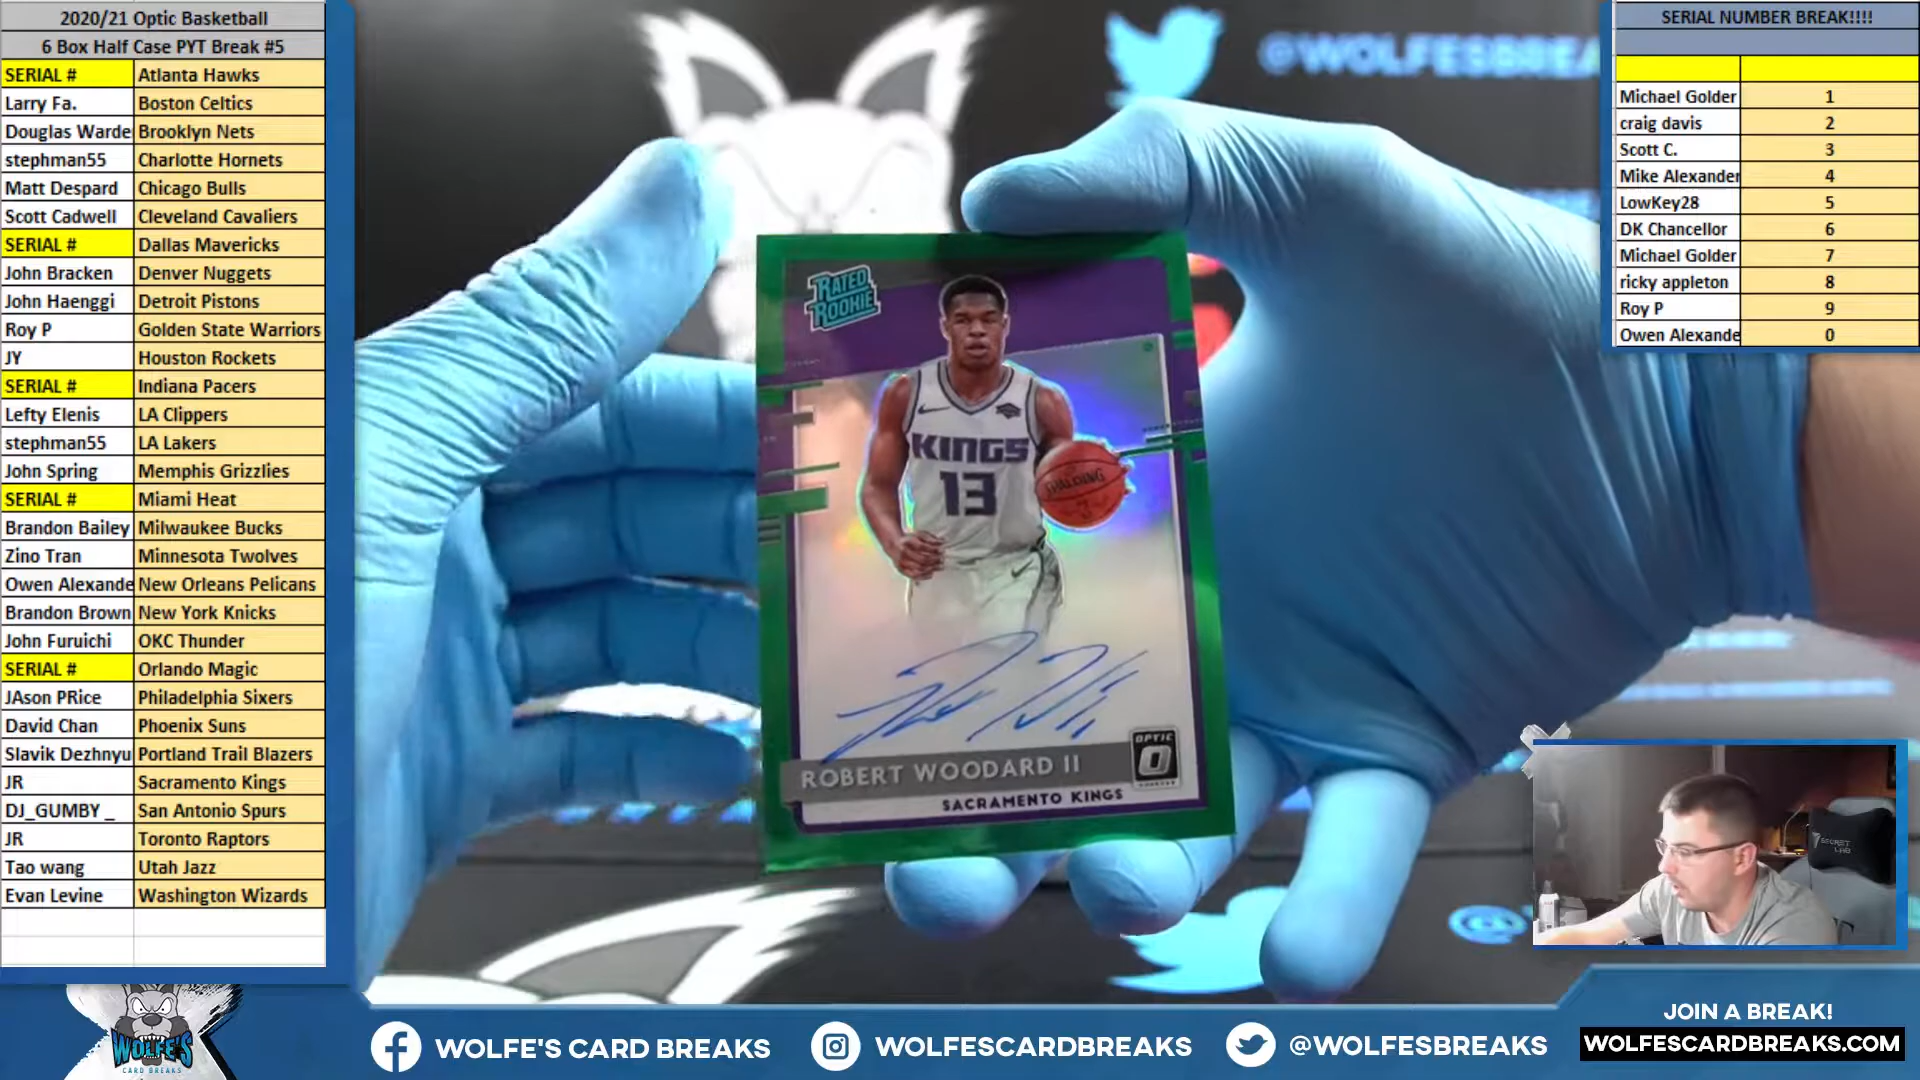 2020/21 Optic Basketball
6 Box Half Case PYT Break #5
SERIAL # Atlanta Hawks
Larry Fa. Boston Celtics
Douglas Warde Brooklyn Nets
stephman55 Charlotte Hornets
Matt Despard Chicago Bulls
Scott Cadwell Cleveland Cavaliers
SERIAL # Dallas Mavericks
John Bracken Denver Nuggets
John Haenggi Detroit Pistons
Roy P Golden State Warriors
JY Houston Rockets
SERIAL # Indiana Pacers
Lefty Elenis LA Clippers
stephman55 LA Lakers
John Spring Memphis Grizzlies
SERIAL # Miami Heat
Brandon Bailey Milwaukee Bucks
Zino Tran Minnesota Twolves
Owen Alexande New Orleans Pelicans
Brandon Brown New York Knicks
John Furuichi OKC Thunder
SERIAL # Orlando Magic
JAson PRice Philadelphia Sixers
David Chan Phoenix Suns
Slavik Dezhnyu Portland Trail Blazers
JR Sacramento Kings
DJ_GUMBY_ San Antonio Spurs
JR Toronto Raptors
Tao wang Utah Jazz
Evan Levine Washington Wizards
@WOLFESBREA
RATED
ROOKIE
KINGS
13
SPALDING
OPTIC
ROBERT WOODARD II
SACRAMENTO KINGS
SERIAL NUMBER BREAK!!!!
Michael Golder 1
craig davis 2
Scott C. 3
Mike Alexander 4
LowKey28 5
DK Chancellor 6
Michael Golder 7
ricky appleton 8
Roy P 9
Owen Alexande 0
SECRET
LAB
WOLFE'S
CARD BREAKS
WOLFE'S CARD BREAKS
WOLFESCARDBREAKS
@WOLFESBREAKS
JOIN A BREAK!
WOLFESCARDBREAKS.COM